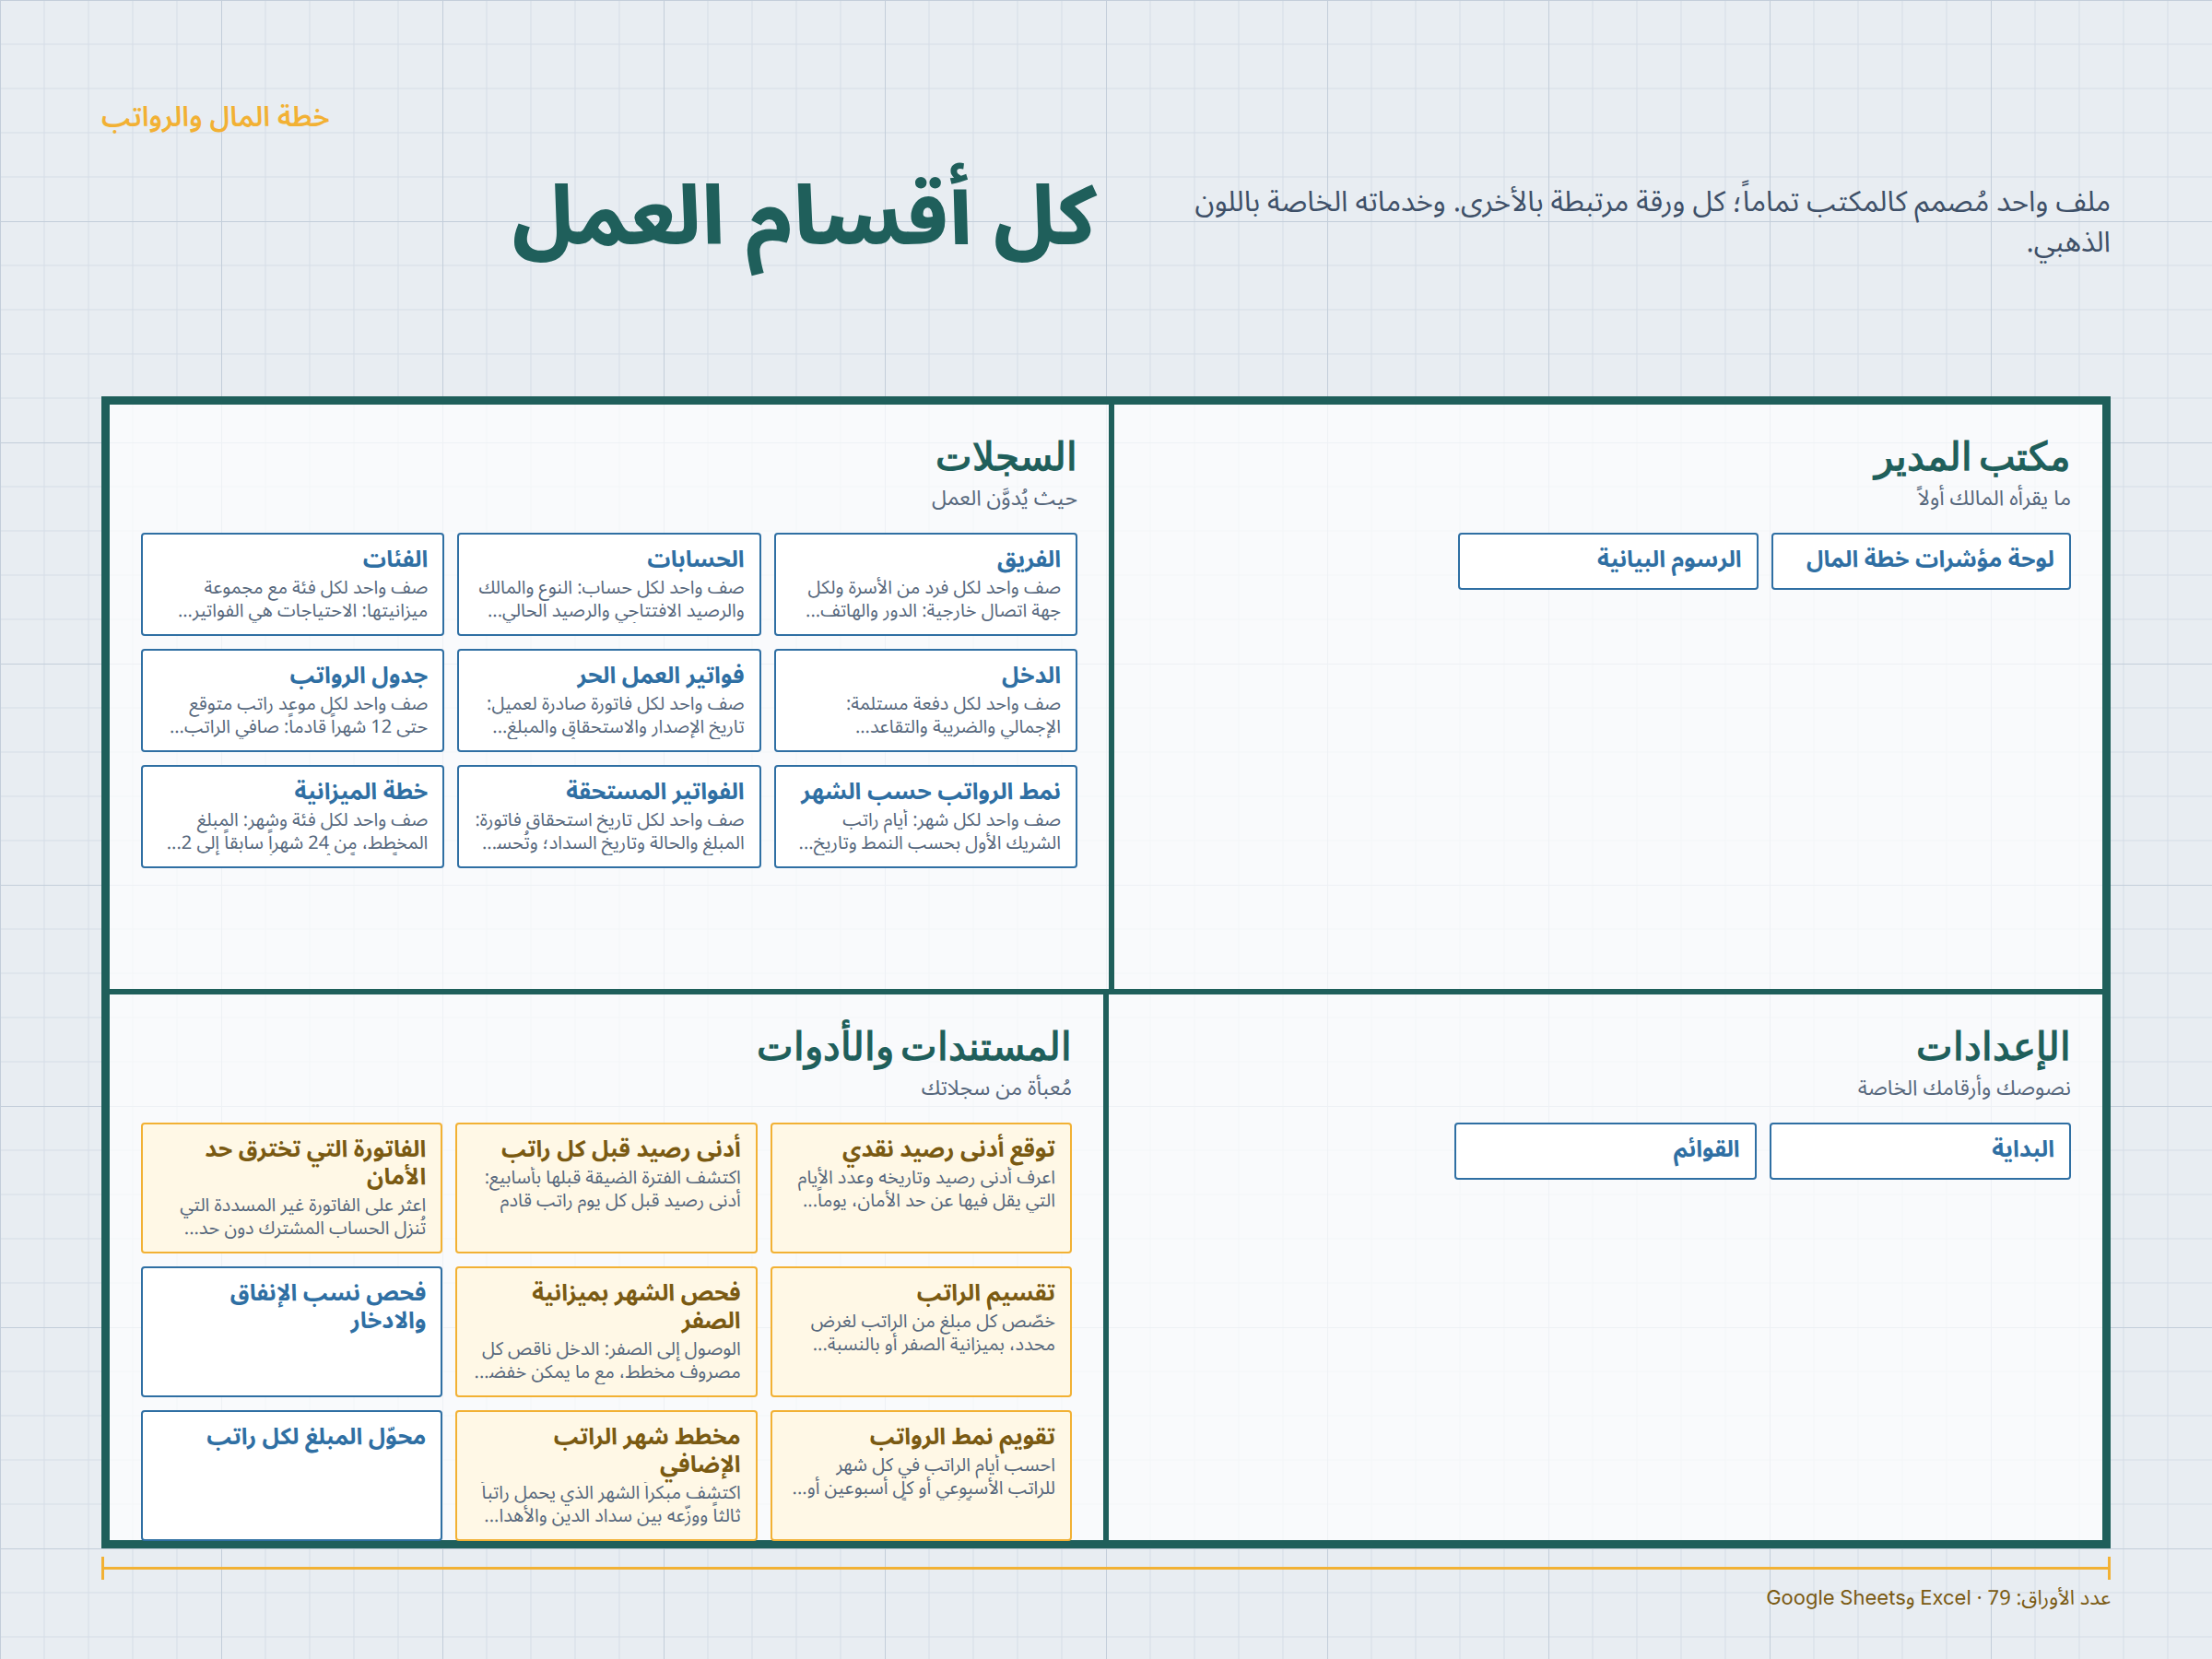 خطة المال والرواتب
كل أقسام العمل
ملف واحد مُصمم كالمكتب تماماً؛ كل ورقة مرتبطة بالأخرى. وخدماته الخاصة باللون
الذهبي.
مكتب المدير
ما يقرأه المالك أولاً
لوحة مؤشرات خطة المال
الرسوم البيانية
السجلات
حيث يُدوَّن العمل
الفريق
صف واحد لكل فرد من الأسرة ولكل
جهة اتصال خارجية: الدور والهاتف...
الحسابات
صف واحد لكل حساب: النوع والمالك
والرصيد الافتتاحي والرصيد الحالي...
الفئات
صف واحد لكل فئة مع مجموعة
ميزانيتها: الاحتياجات هي الفواتير...
الدخل
صف واحد لكل دفعة مستلمة:
الإجمالي والضريبة والتقاعد...
فواتير العمل الحر
صف واحد لكل فاتورة صادرة لعميل:
تاريخ الإصدار والاستحقاق والمبلغ...
جدول الرواتب
صف واحد لكل موعد راتب متوقع
حتى 12 شهراً قادماً: صافي الراتب...
نمط الرواتب حسب الشهر
صف واحد لكل شهر: أيام راتب
الشريك الأول بحسب النمط وتاريخ...
الفواتير المستحقة
صف واحد لكل تاريخ استحقاق فاتورة:
المبلغ والحالة وتاريخ السداد؛ وتُحسـ...
خطة الميزانية
صف واحد لكل فئة وشهر: المبلغ
المخطط، من 24 شهراً سابقاً إلى 2...
الإعدادات
نصوصك وأرقامك الخاصة
البداية
القوائم
المستندات والأدوات
مُعبأة من سجلاتك
توقع أدنى رصيد نقدي
اعرف أدنى رصيد وتاريخه وعدد الأيام
التي يقل فيها عن حد الأمان، يوماً...
أدنى رصيد قبل كل راتب
اكتشف الفترة الضيقة قبلها بأسابيع:
أدنى رصيد قبل كل يوم راتب قادم
الفاتورة التي تخترق حد
الأمان
اعثر على الفاتورة غير المسددة التي
تُنزل الحساب المشترك دون حد...
تقسيم الراتب
خصّص كل مبلغ من الراتب لغرض
محدد، بميزانية الصفر أو بالنسبة...
فحص الشهر بميزانية
الصفر
الوصول إلى الصفر: الدخل ناقص كل
مصروف مخطط، مع ما يمكن خفضـ...
فحص نسب الإنفاق
والادخار
تقويم نمط الرواتب
احسب أيام الراتب في كل شهر
للراتب الأسبوعي أو كل أسبوعين أو...
مخطط شهر الراتب
الإضافي
اكتشف مبكراً الشهر الذي يحمل راتباً
ثالثاً ووزّعه بين سداد الدين والأهدا...
محوّل المبلغ لكل راتب
عدد الأوراق: 79 · Excel وGoogle Sheets